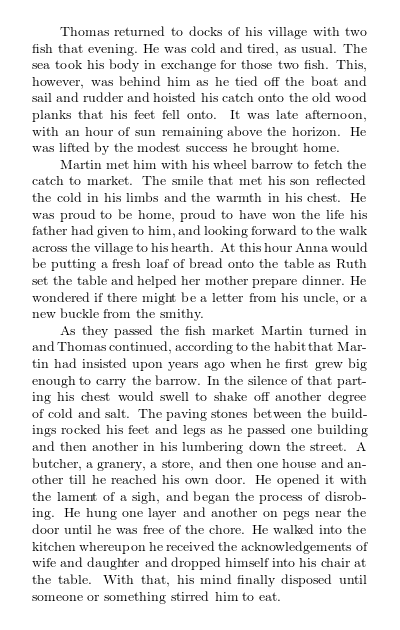 Thomas returned to docks of his village with two
fish that evening. He was cold and tired, as usual. The
sea took his body in exchange for those two fish. This,
however, was behind him as he tied off the boat and
sail and rudder and hoisted his catch onto the old wood
planks that his feet fell onto. It was late afternoon,
with an hour of sun remaining above the horizon. He
was lifted by the modest success he brought home.
Martin met him with his wheel barrow to fetch the
catch to market. The smile that met his son reflected
the cold in his limbs and the warmth in his chest. He
was proud to be home, proud to have won the life his
father had given to him, and looking forward to the walk
across the village to his hearth. At this hour Anna would
be putting a fresh loaf of bread onto the table as Ruth
set the table and helped her mother prepare dinner. He
wondered if there might be a letter from his uncle, or a
new buckle from the smithy.
As they passed the fish market Martin turned in
and Thomas continued, according to the habit that Mar-
tin had insisted upon years ago when he first grew big
enough to carry the barrow. In the silence of that part-
ing his chest would swell to shake off another degree
of cold and salt. The paving stones between the build-
ings rocked his feet and legs as he passed one building
and then another in his lumbering down the street. A
butcher, a granery, a store, and then one house and an-
other till he reached his own door. He opened it with
the lament of a sigh, and began the process of disrob-
ing. He hung one layer and another on pegs near the
door until he was free of the chore. He walked into the
kitchen whereupon he received the acknowledgements of
wife and daughter and dropped himself into his chair at
the table. With that, his mind finally disposed until
someone or something stirred him to eat.